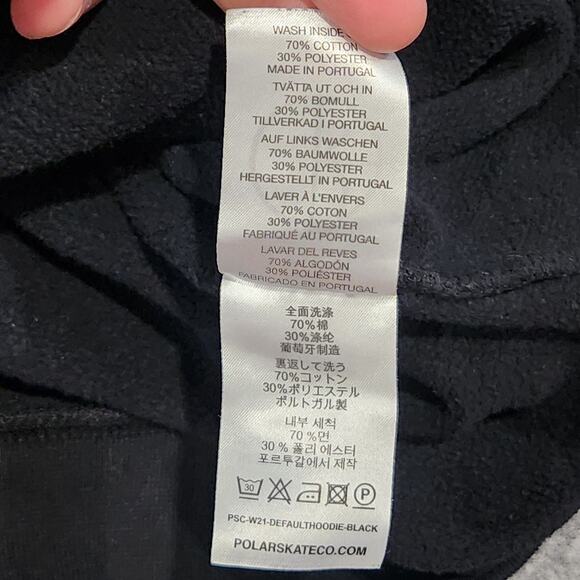 WASH INSIDE
70% COTTON
30% POLYESTER
MADE IN PORTUGAL
TVÄTTA UT OCH IN
70% BOMULL
30% POLYESTER
TILLVERKAD I PORTUGAL
AUF LINKS WASCHEN
70% BAUMWOLLE
30% POLYESTER
HERGESTELLT IN PORTUGAL
LAVER À L'ENVERS
70% COTON
30% POLYESTER
FABRIQUÉ AU PORTUGAL
LAVAR DEL REVES
70% ALGODÓN
30% POLIÉSTER
FABRICADO EN PORTUGAL
全面洗涤
70%棉
30%涤纶
葡萄牙制造
裏返して洗う
70%コットン
30%ポリエステル
ポルトガル製
내부 세척
70 %면
30 % 폴리 에스터
포르투갈에서 제작
30
P
PSC-W21-DEFAULTHOODIE-BLACK
POLARSKATECO.COM